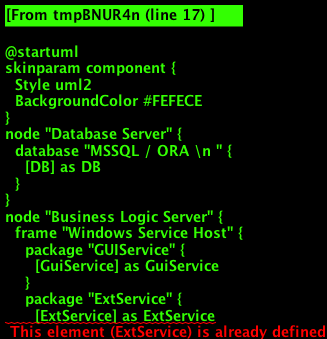 [From tmpBNUR4n (line 17) ]
@startuml
skinparam component {
Style uml2
BackgroundColor #FEFECE
}
node "Database Server" {
database "MSSQL / ORA \n " {
[DB] as DB
}
}
node "Business Logic Server" {
frame "Windows Service Host" {
package "GUIService" {
[GuiService] as GuiService
}
package "ExtService" {
[ExtService] as ExtService
This element (ExtService) is already defined